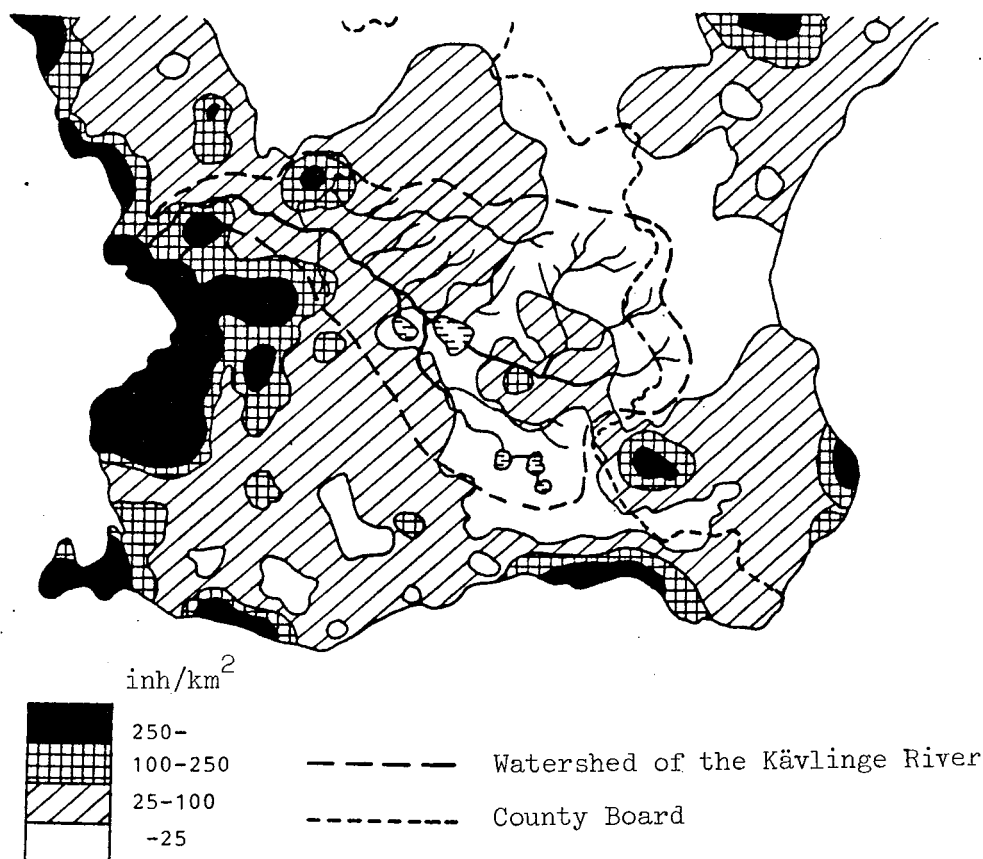 inh/km²
250-
100-250
25-100
-25
Watershed of the Kävlinge River
County Board